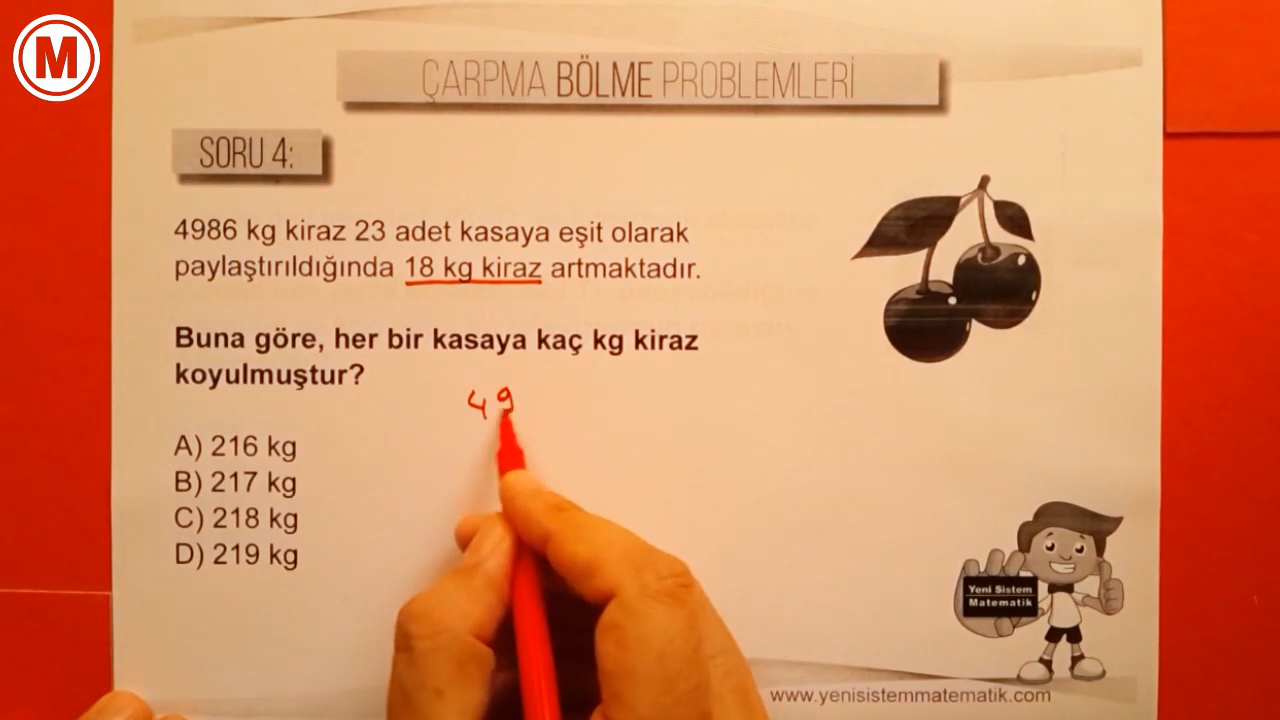 M
ÇARPMA BÖLME PROBLEMLERİ
SORU 4:
4986 kg kiraz 23 adet kasaya eşit olarak
paylaştırıldığında 18 kg kiraz artmaktadır.
Buna göre, her bir kasaya kaç kg kiraz
koyulmuştur?
49
A) 216 kg
B) 217 kg
C) 218 kg
D) 219 kg
Yeni Sistem
Matematik
www.yenisistemmatematik.com